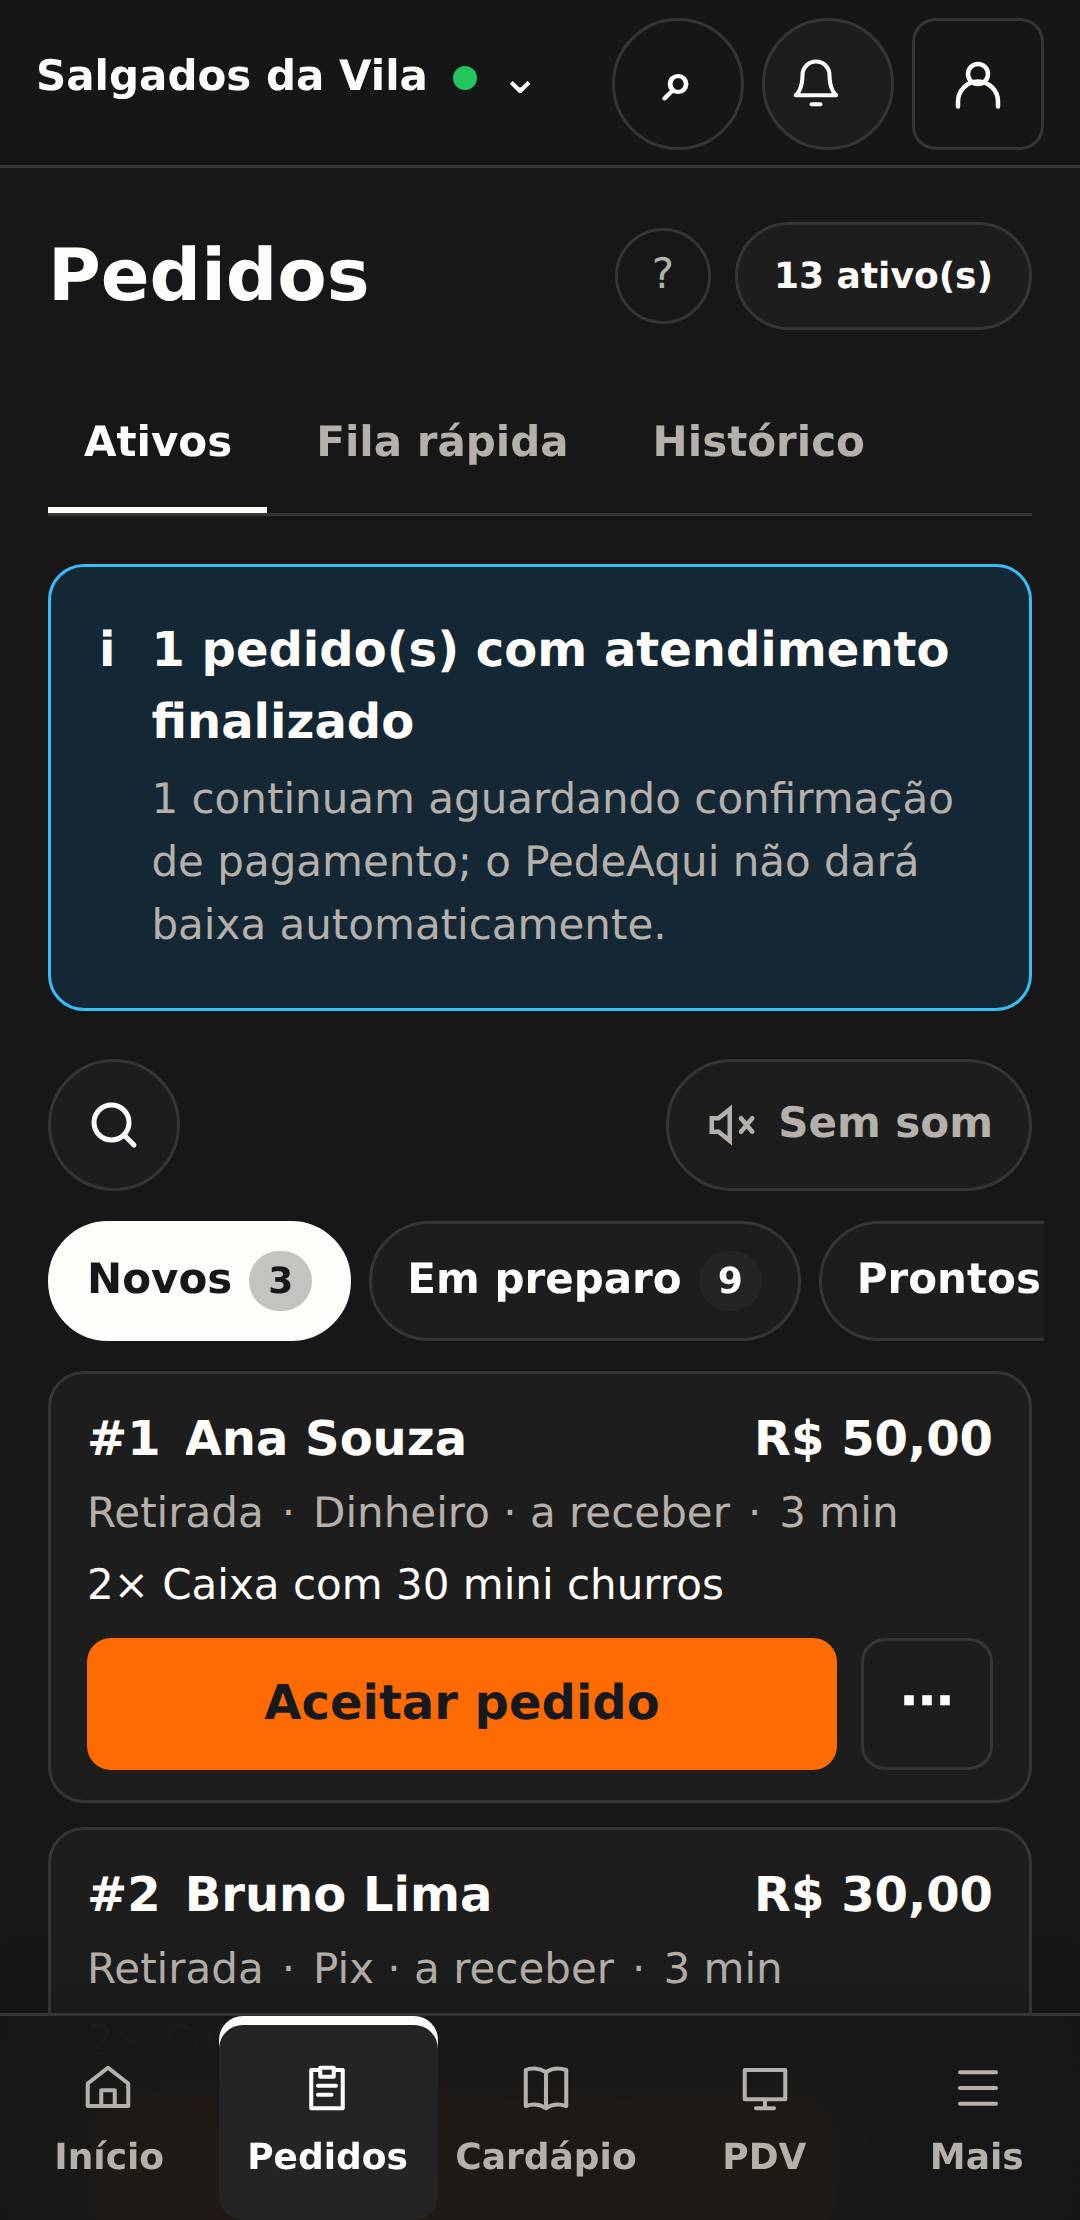 Salgados da Vila
Pedidos
?
13 ativo(s)
Ativos
Fila rápida
Histórico
i 1 pedido(s) com atendimento
finalizado
1 continuam aguardando confirmação
de pagamento; o PedeAqui não dará
baixa automaticamente.
Sem som
Novos 3
Em preparo 9
Prontos
#1 Ana Souza R$ 50,00
Retirada · Dinheiro · a receber · 3 min
2× Caixa com 30 mini churros
Aceitar pedido
...
#2 Bruno Lima R$ 30,00
Retirada · Pix · a receber · 3 min
Início
Pedidos
Cardápio
PDV
Mais